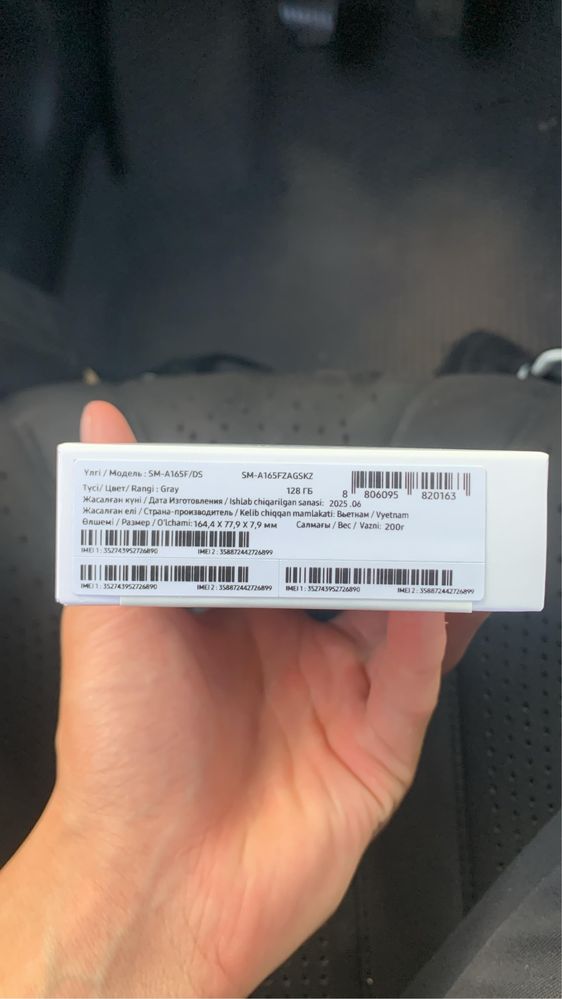 Үлгі / Модель : SM-A165F/DS SM-A165FZAGSKZ
Түсі/ Цвет/ Rangi : Gray 128 ГБ
8 806095 820163
Жасалған күні / Дата Изготовления / Ishlab chiqarilgan sanasi: 2025 .06
Жасалған елі / Страна-производитель / Kelib chiqqan mamlakati: Вьетнам / Vyetnam
Өлшемі / Размер / O'lchami: 164,4 X 77,9 X 7,9 мм Салмағы / Вес / Vazni: 200г
IMEI 1 : 352743952726890 IMEI 2 : 358872442726899
IMEI 1 : 352743952726890 IMEI 2 : 358872442726899 IMEI 1 : 352743952726890 IMEI 2 : 358872442726899